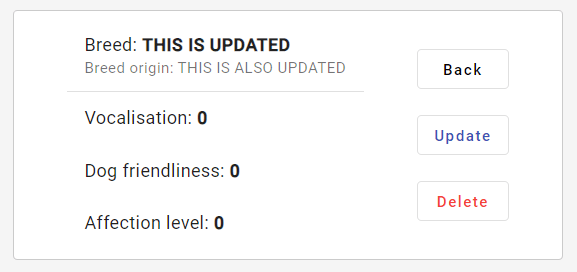 Breed: THIS IS UPDATED
Breed origin: THIS IS ALSO UPDATED
Back
Vocalisation: 0
Update
Dog friendliness: 0
Delete
Affection level: 0